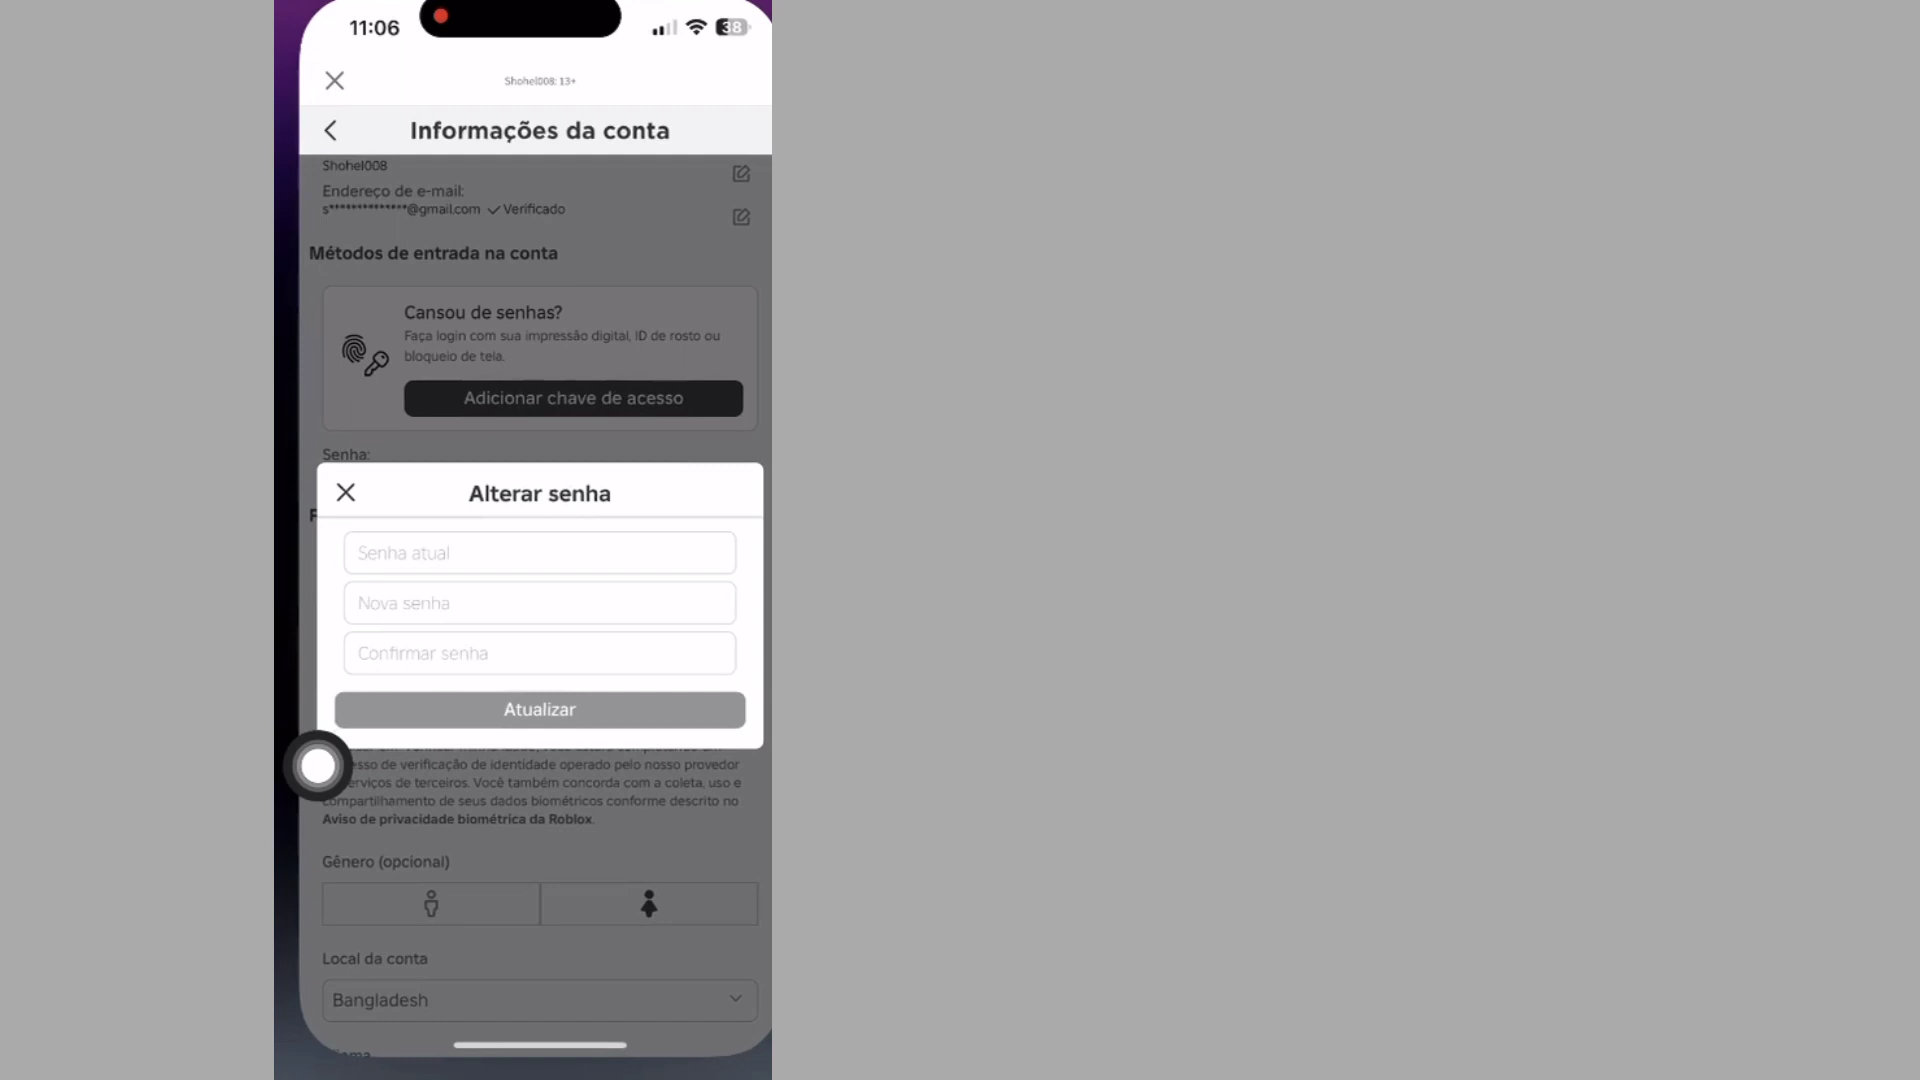 11:06
38
Shohel008: 13+
Informações da conta
Shohel008
Endereço de e-mail:
s**************@gmail.com Verificado
Métodos de entrada na conta
Cansou de senhas?
Faça login com sua impressão digital, ID de rosto ou
bloqueio de tela.
Adicionar chave de acesso
Senha:
Alterar senha
Senha atual
Nova senha
Confirmar senha
Atualizar
esso de verificação de identidade operado pelo nosso provedor
erviços de terceiros. Você também concorda com a coleta, uso e
compartilhamento de seus dados biométricos conforme descrito no
Aviso de privacidade biométrica da Roblox.
Gênero (opcional)
Local da conta
Bangladesh